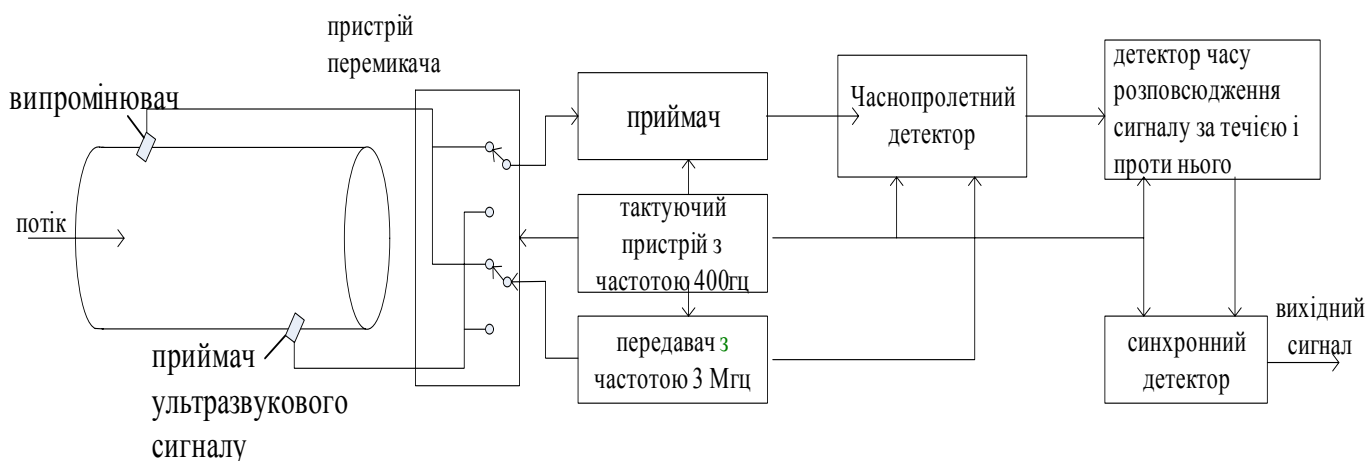 пристрій
перемикача
випромінювач
потік
приймач
ультразвукового
сигналу
приймач
тактуючий
пристрій з
частотою 400гц
передавач з
частотою 3 Мгц
Часнопролетний
детектор
детектор часу
розповсюдження
сигналу за течією і
проти нього
синхронний
детектор
вихідний
сигнал